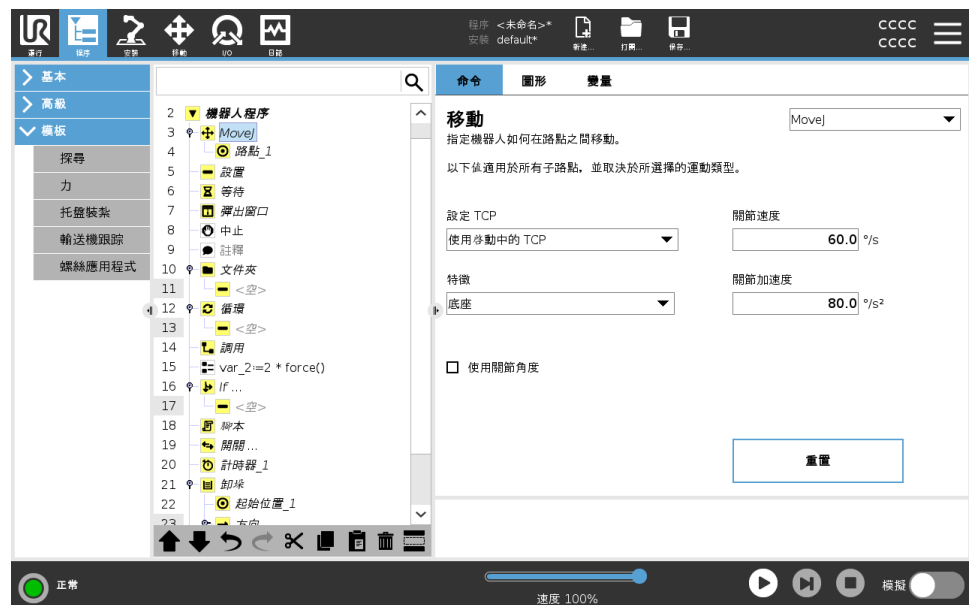 UR
運行
程序
安裝
移動
I/O
日誌
程序 <未命名>*
安裝 default*
新建...
打開...
保存...
CCCC
CCCC
基本
高級
模板
探尋
力
托盤裝紮
輸送機跟踪
螺絲應用程式
2 機器人程序
3 MoveJ
4 路點_1
5 設置
6 等待
7 彈出窗口
8 中止
9 註釋
10 文件夾
11 <空>
12 循環
13 <空>
14 調用
15 var_2:=2 * force()
16 If ...
17 <空>
18 腳本
19 開關 ...
20 計時器_1
21 卸垛
22 起始位置_1
23 方向
命令 圖形 變量
移動
MoveJ
指定機器人如何在路點之間移動。
以下值適用於所有子路點，並取決於所選擇的運動類型。
設定 TCP
使用啓動中的 TCP
關節速度
60.0 °/s
特徵
底座
關節加速度
80.0 °/s²
使用關節角度
重置
正常
速度 100%
模擬